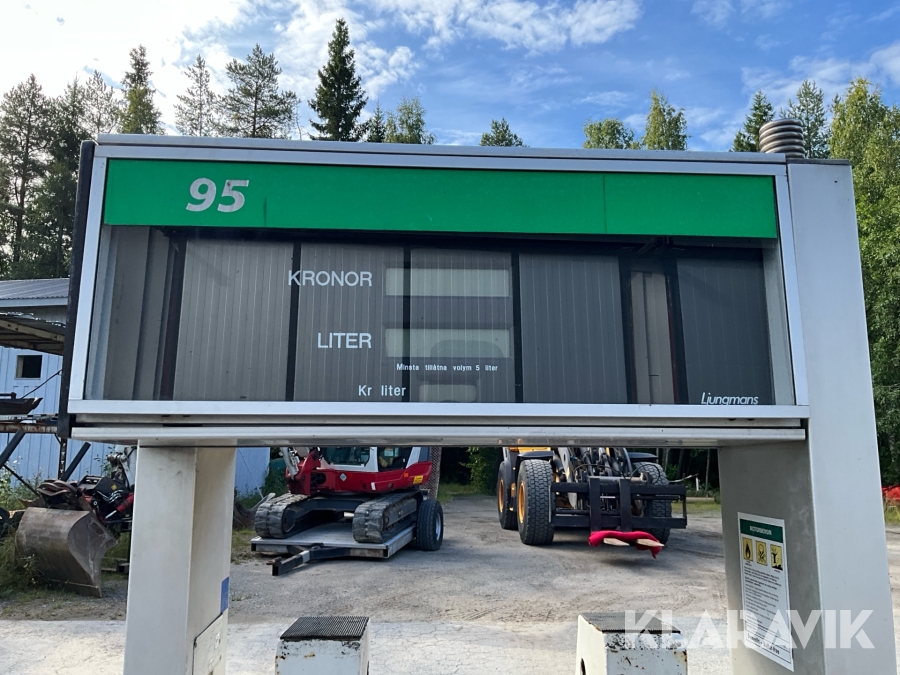 95
KRONOR
LITER
Minsta tillåtna volym 5 liter
Kr liter
Ljungmans
KLARAVIK